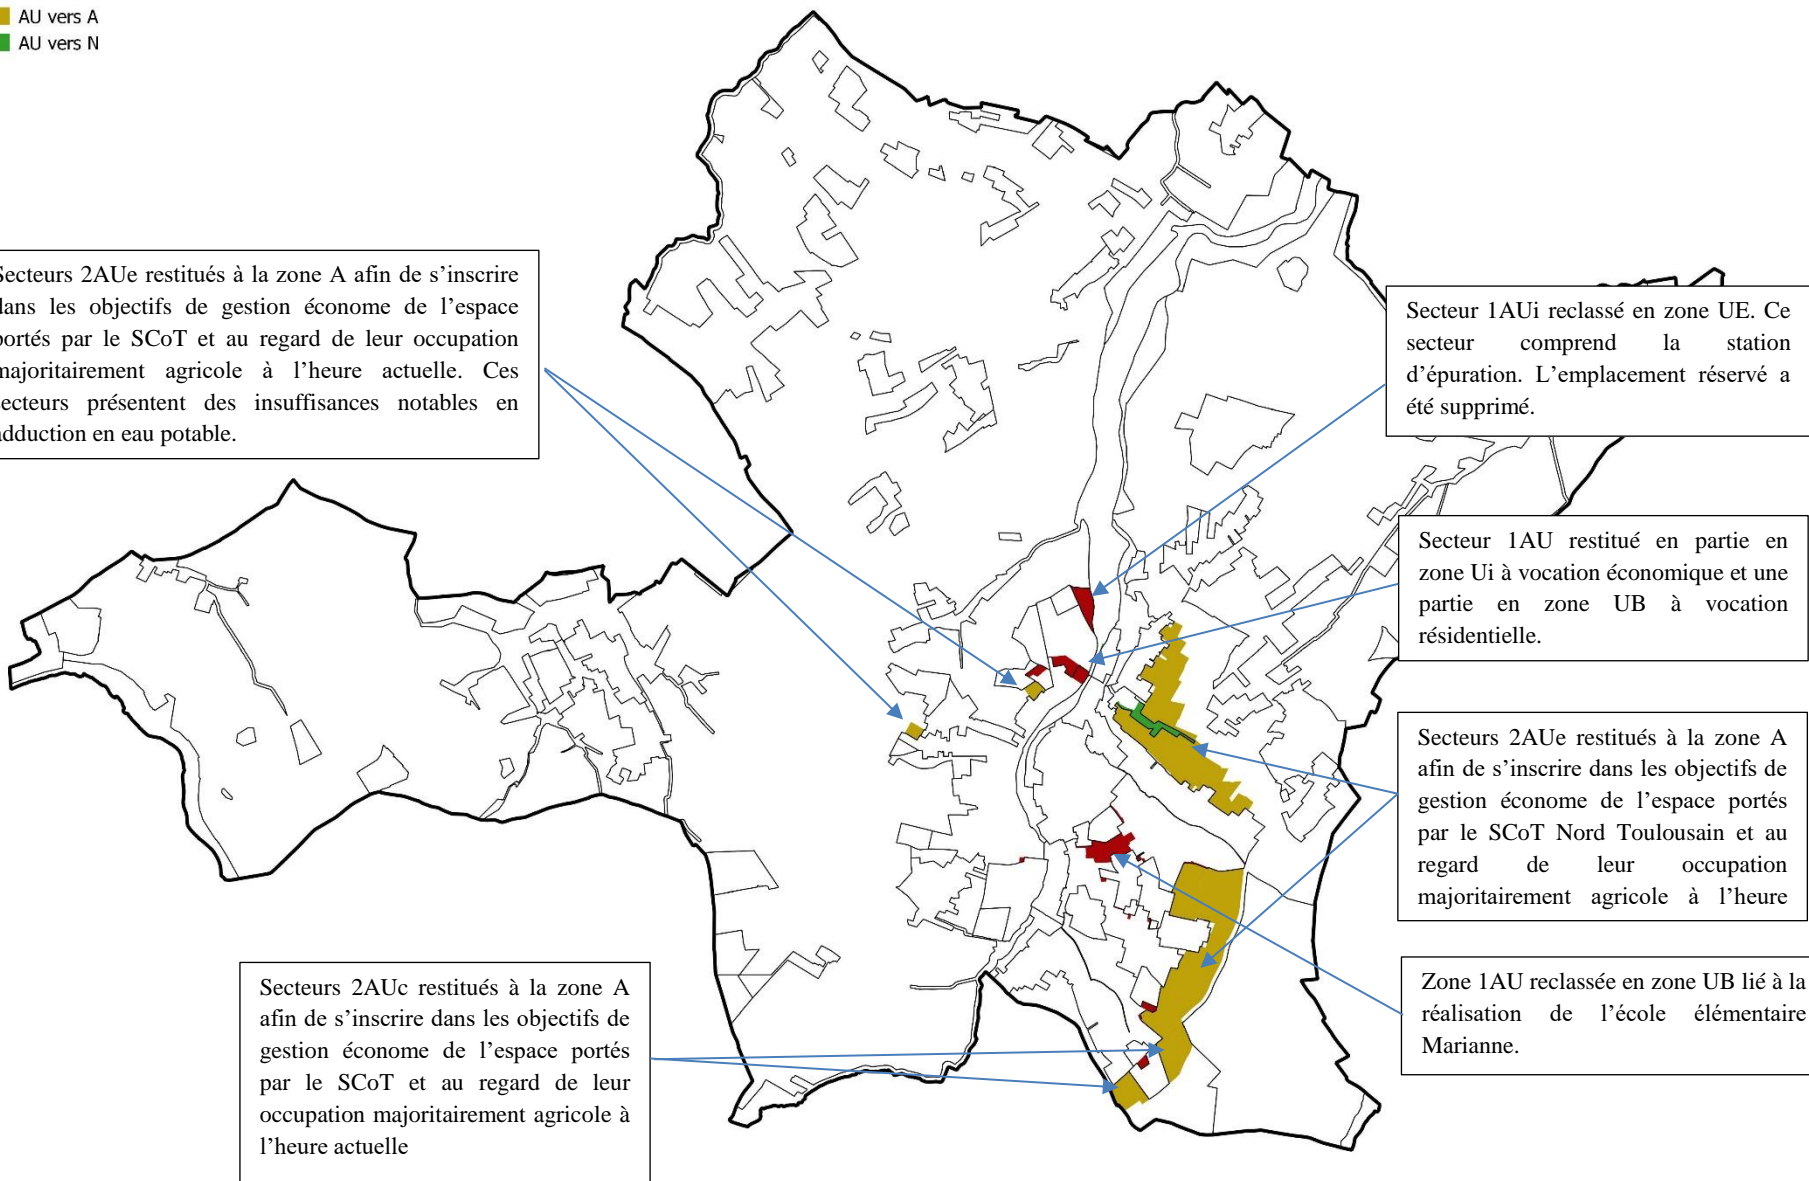 AU vers A
AU vers N
Secteurs 2AUe restitués à la zone A afin de s’inscrire
dans les objectifs de gestion économe de l’espace
portés par le SCoT et au regard de leur occupation
majoritairement agricole à l’heure actuelle. Ces
secteurs présentent des insuffisances notables en
adduction en eau potable.
Secteur 1AUi reclassé en zone UE. Ce
secteur comprend la station
d’épuration. L’emplacement réservé a
été supprimé.
Secteur 1AU restitué en partie en
zone Ui à vocation économique et une
partie en zone UB à vocation
résidentielle.
Secteurs 2AUe restitués à la zone A
afin de s’inscrire dans les objectifs de
gestion économe de l’espace portés
par le SCoT Nord Toulousain et au
regard de leur occupation
majoritairement agricole à l’heure
Zone 1AU reclassée en zone UB lié à la
réalisation de l’école élémentaire
Marianne.
Secteurs 2AUc restitués à la zone A
afin de s’inscrire dans les objectifs de
gestion économe de l’espace portés
par le SCoT et au regard de leur
occupation majoritairement agricole à
l’heure actuelle